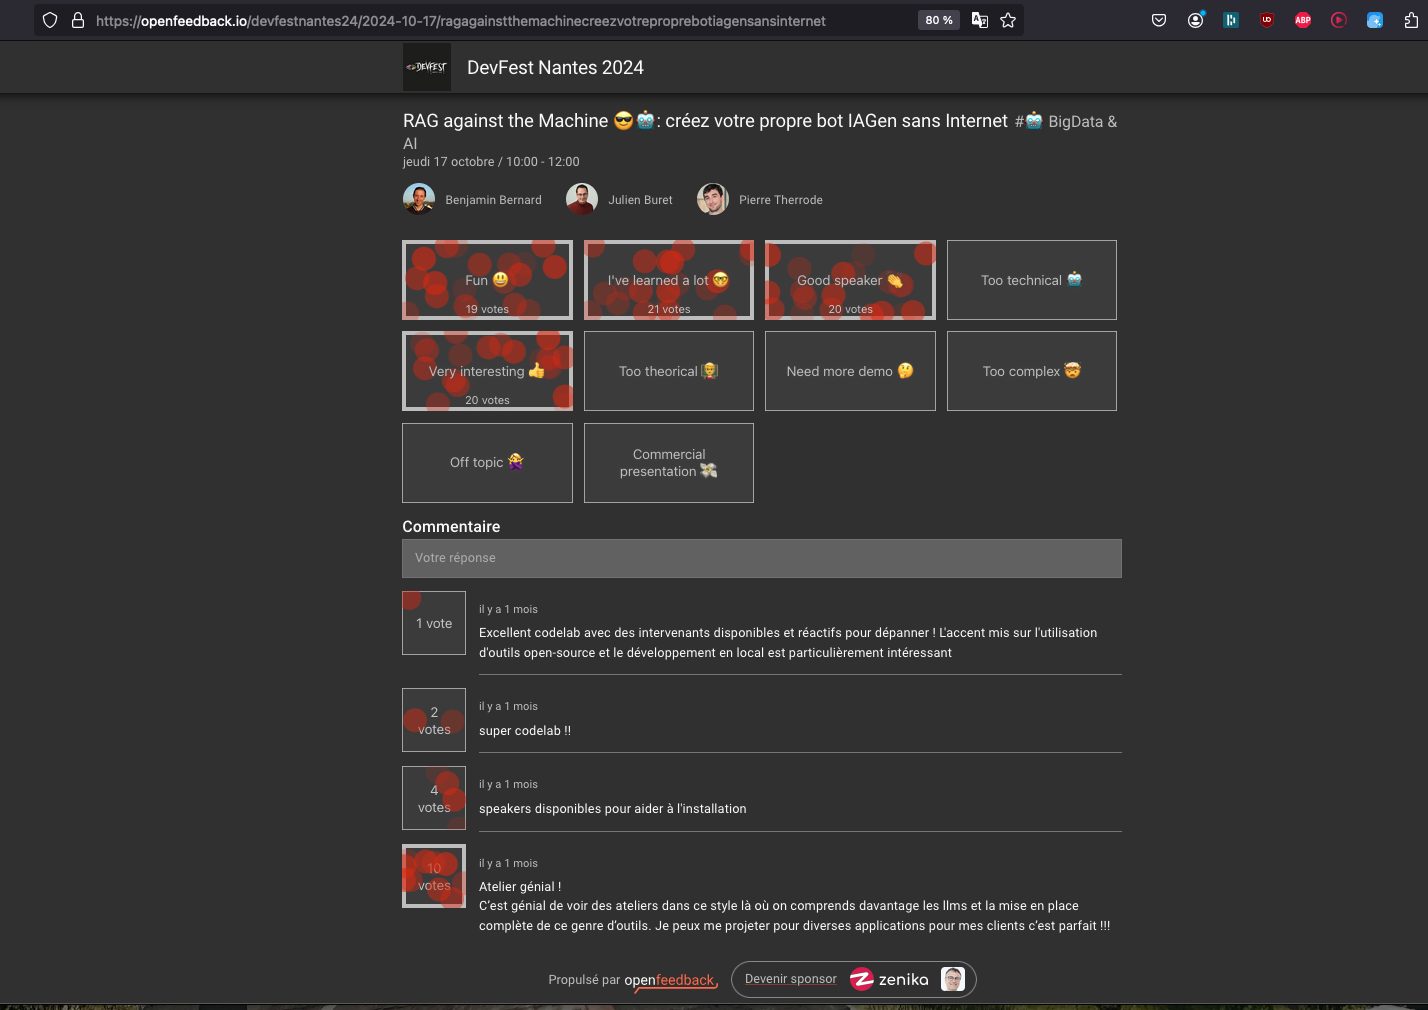 https://openfeedback.io/devfestnantes24/2024-10-17/ragagainstthemachinecreezvotreproprebotiagensansinternet
80 %
UD
ABP
DEVFEST
DevFest Nantes 2024
RAG against the Machine 😎🤖: créez votre propre bot IAGen sans Internet #🤖 BigData &
AI
jeudi 17 octobre / 10:00 - 12:00
Benjamin Bernard
Julien Buret
Pierre Therrode
Fun 😃
19 votes
I've learned a lot 🤓
21 votes
Good speaker 👏
20 votes
Too technical 🤖
Very interesting 👍
20 votes
Too theorical 👨‍🏫
Need more demo 🤔
Too complex 🤯
Off topic 🙅‍♀️
Commercial
presentation 💸
Commentaire
Votre réponse
1 vote
il y a 1 mois
Excellent codelab avec des intervenants disponibles et réactifs pour dépanner ! L'accent mis sur l'utilisation
d'outils open-source et le développement en local est particulièrement intéressant
2
votes
il y a 1 mois
super codelab !!
4
votes
il y a 1 mois
speakers disponibles pour aider à l'installation
10
votes
il y a 1 mois
Atelier génial !
C’est génial de voir des ateliers dans ce style là où on comprends davantage les llms et la mise en place
complète de ce genre d’outils. Je peux me projeter pour diverses applications pour mes clients c’est parfait !!!
Propulsé par openfeedback
Devenir sponsor
zenika